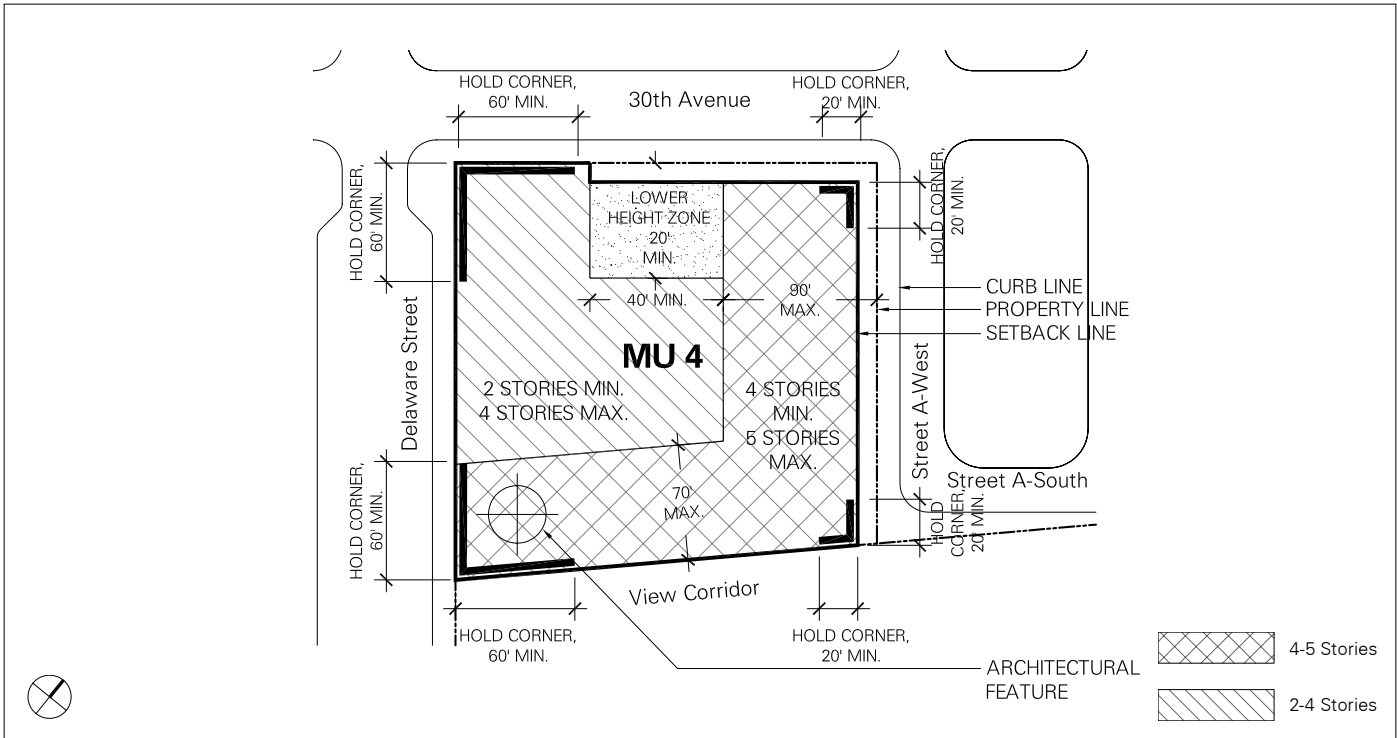 HOLD CORNER,
60' MIN.
30th Avenue
HOLD CORNER,
20' MIN.
HOLD CORNER,
60' MIN.
LOWER
HEIGHT ZONE
20'
MIN.
HOLD CORNER,
20' MIN.
40' MIN.
90'
MAX.
CURB LINE
PROPERTY LINE
SETBACK LINE
MU 4
Delaware Street
2 STORIES MIN.
4 STORIES MAX.
4 STORIES
MIN.
5 STORIES
MAX.
Street A-West
Street A-South
HOLD CORNER,
60' MIN.
70'
MAX.
HOLD
CORNER,
20' MIN.
View Corridor
HOLD CORNER,
60' MIN.
HOLD CORNER,
20' MIN.
ARCHITECTURAL
FEATURE
4-5 Stories
2-4 Stories